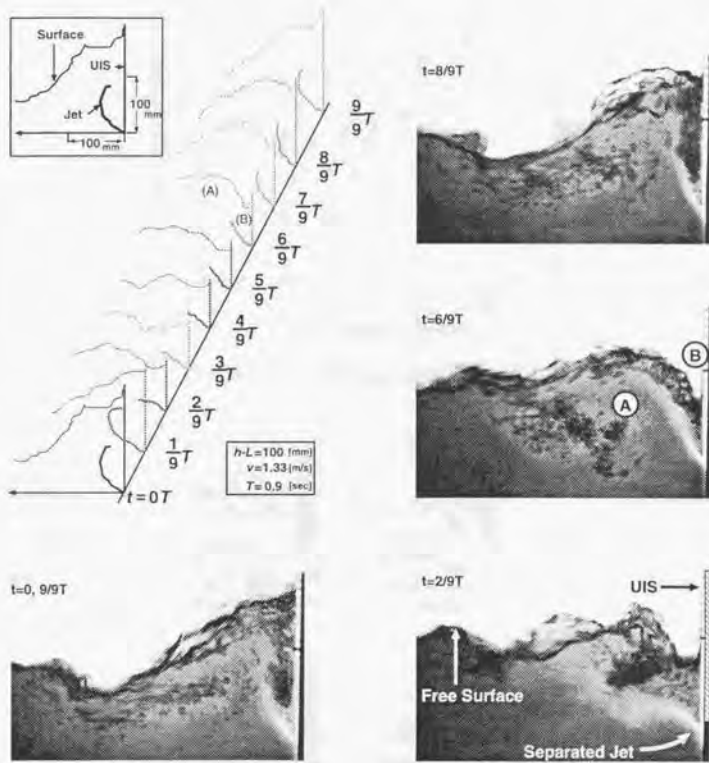 Surface
UIS
Jet
100 mm
100 mm
(A)
(B)
9/9 T
8/9 T
7/9 T
6/9 T
5/9 T
4/9 T
3/9 T
2/9 T
1/9 T
t=0T
h-L=100 [mm]
v=1.33 [m/s]
T=0.9 [sec]
t=8/9T
t=6/9T
B
A
t=0, 9/9T
t=2/9T
UIS
Free Surface
Separated Jet